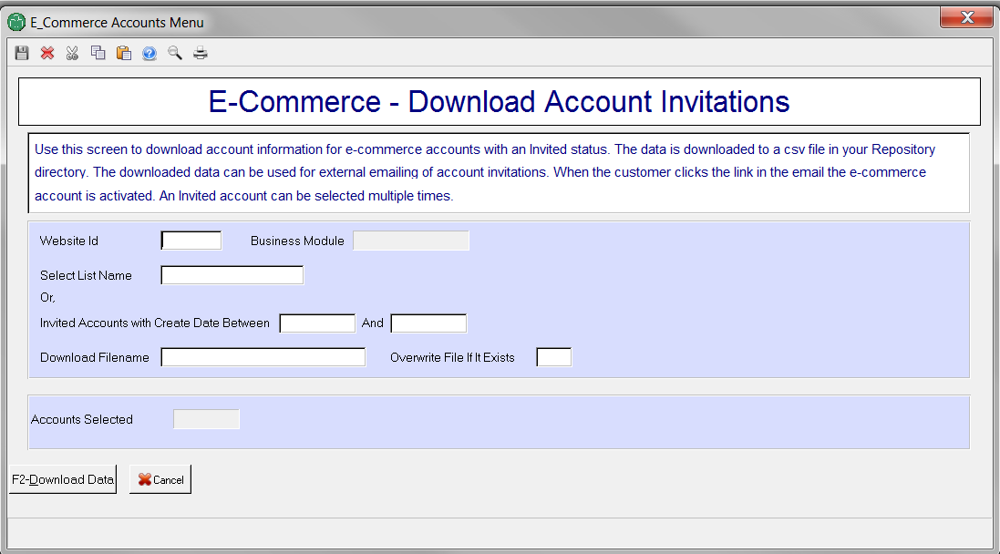 E_Commerce Accounts Menu
E-Commerce - Download Account Invitations
Use this screen to download account information for e-commerce accounts with an Invited status. The data is downloaded to a csv file in your Repository
directory. The downloaded data can be used for external emailing of account invitations. When the customer clicks the link in the email the e-commerce
account is activated. An Invited account can be selected multiple times.
Website Id Business Module
Select List Name
Or,
Invited Accounts with Create Date Between And
Download Filename Overwrite File If It Exists
Accounts Selected
F2-Download Data Cancel